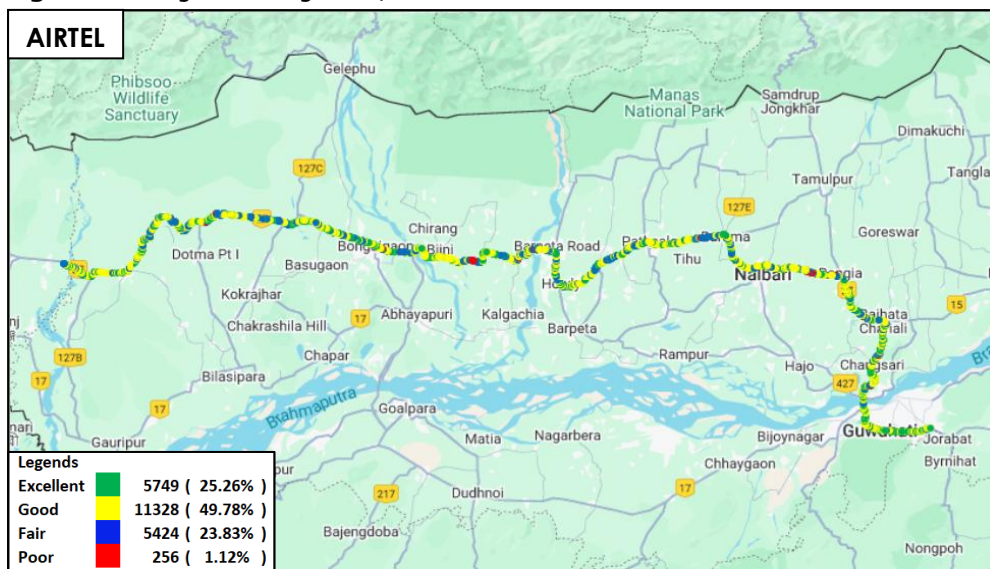 AIRTEL
Gelephu
Phibsoo
Wildlife
Sanctuary
Manas
National Park
Samdrup
Jongkhar
Dimakuchi
Tangla
127C
Tamulpur
127E
Chirang
Goreswar
Dotma Pt I
Bijni
Barpeta Road
Tihu
Basugaon
Nalbari
Kokrajhar
Abhayapuri
Kalgachia
Barpeta
15
Chakrashila Hill
17
127B
Chapar
Rampur
Hajo
Changsari
Bilasipara
17
427
17
Brahmaputra
Goalpara
Gauripur
Matia
Nagarbera
Bijoynagar
Guwahati
Jorabat
Byrnihat
Chhaygaon
217
Dudhnoi
17
Bajengdoba
Nongpoh
Legends
Excellent 5749 ( 25.26% )
Good 11328 ( 49.78% )
Fair 5424 ( 23.83% )
Poor 256 ( 1.12% )